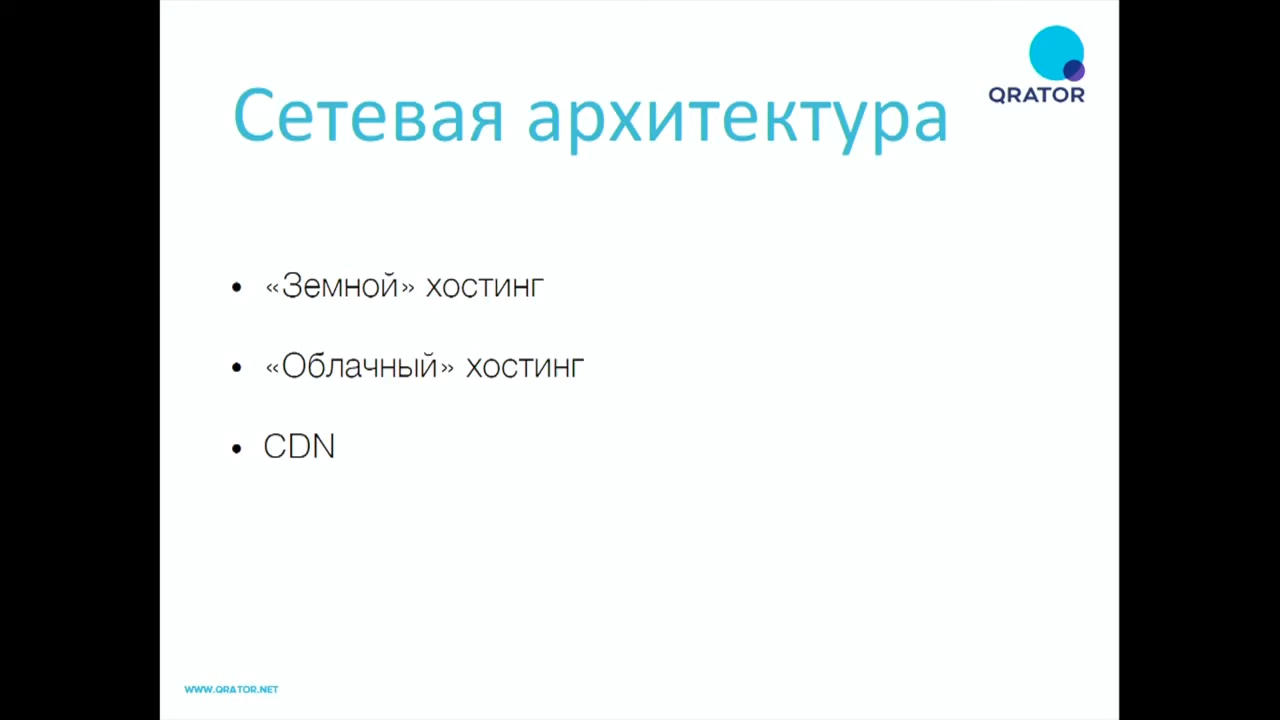 QRATOR
Сетевая архитектура
• «Земной» хостинг
• «Облачный» хостинг
• CDN
WWW.QRATOR.NET